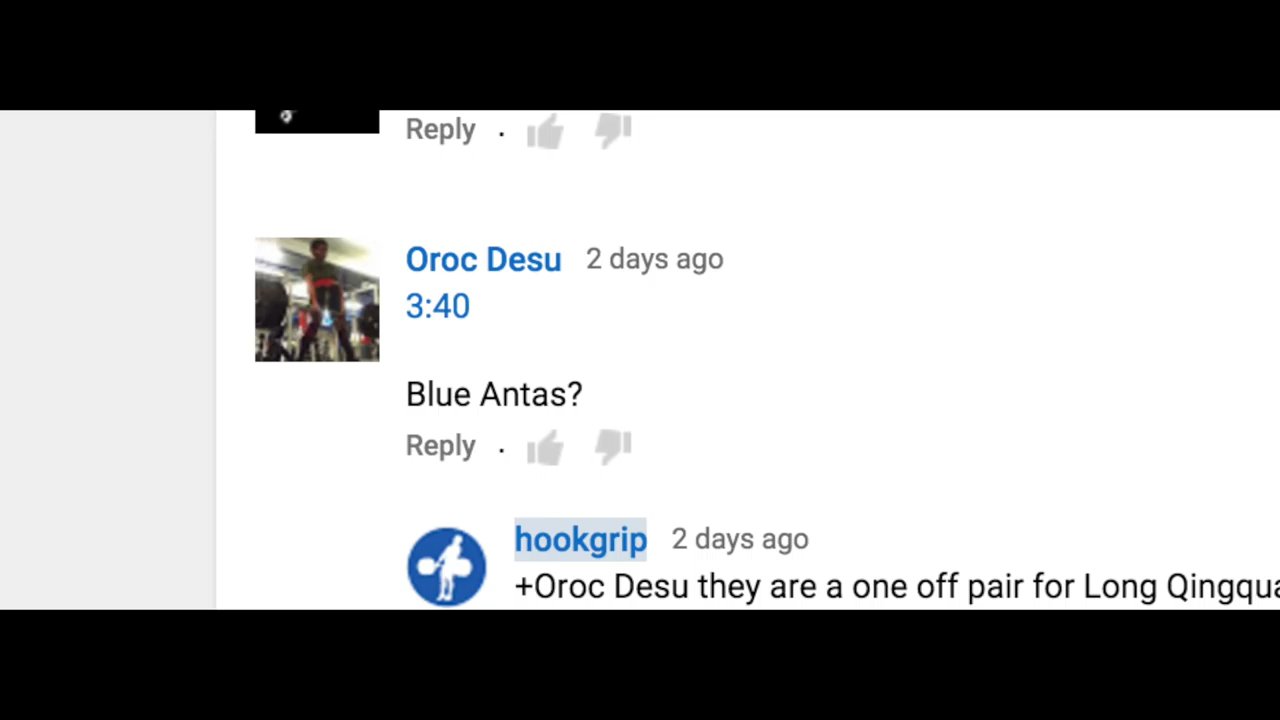 Reply .
Oroc Desu 2 days ago
3:40
Blue Antas?
Reply .
hookgrip 2 days ago
+Oroc Desu they are a one off pair for Long